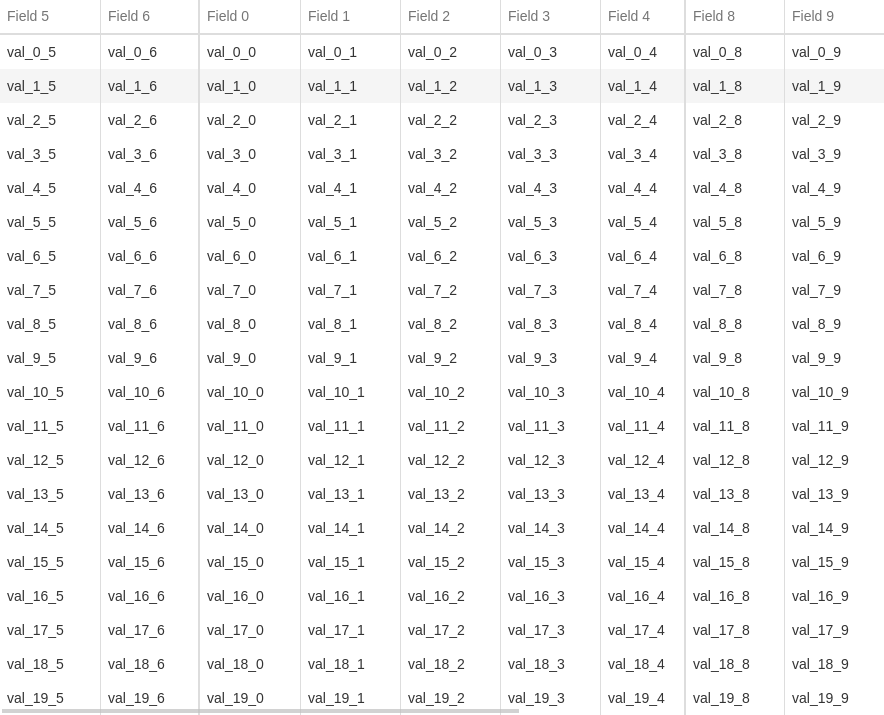 Field 5 Field 6 Field 0 Field 1 Field 2 Field 3 Field 4 Field 8 Field 9
val_0_5 val_0_6 val_0_0 val_0_1 val_0_2 val_0_3 val_0_4 val_0_8 val_0_9
val_1_5 val_1_6 val_1_0 val_1_1 val_1_2 val_1_3 val_1_4 val_1_8 val_1_9
val_2_5 val_2_6 val_2_0 val_2_1 val_2_2 val_2_3 val_2_4 val_2_8 val_2_9
val_3_5 val_3_6 val_3_0 val_3_1 val_3_2 val_3_3 val_3_4 val_3_8 val_3_9
val_4_5 val_4_6 val_4_0 val_4_1 val_4_2 val_4_3 val_4_4 val_4_8 val_4_9
val_5_5 val_5_6 val_5_0 val_5_1 val_5_2 val_5_3 val_5_4 val_5_8 val_5_9
val_6_5 val_6_6 val_6_0 val_6_1 val_6_2 val_6_3 val_6_4 val_6_8 val_6_9
val_7_5 val_7_6 val_7_0 val_7_1 val_7_2 val_7_3 val_7_4 val_7_8 val_7_9
val_8_5 val_8_6 val_8_0 val_8_1 val_8_2 val_8_3 val_8_4 val_8_8 val_8_9
val_9_5 val_9_6 val_9_0 val_9_1 val_9_2 val_9_3 val_9_4 val_9_8 val_9_9
val_10_5 val_10_6 val_10_0 val_10_1 val_10_2 val_10_3 val_10_4 val_10_8 val_10_9
val_11_5 val_11_6 val_11_0 val_11_1 val_11_2 val_11_3 val_11_4 val_11_8 val_11_9
val_12_5 val_12_6 val_12_0 val_12_1 val_12_2 val_12_3 val_12_4 val_12_8 val_12_9
val_13_5 val_13_6 val_13_0 val_13_1 val_13_2 val_13_3 val_13_4 val_13_8 val_13_9
val_14_5 val_14_6 val_14_0 val_14_1 val_14_2 val_14_3 val_14_4 val_14_8 val_14_9
val_15_5 val_15_6 val_15_0 val_15_1 val_15_2 val_15_3 val_15_4 val_15_8 val_15_9
val_16_5 val_16_6 val_16_0 val_16_1 val_16_2 val_16_3 val_16_4 val_16_8 val_16_9
val_17_5 val_17_6 val_17_0 val_17_1 val_17_2 val_17_3 val_17_4 val_17_8 val_17_9
val_18_5 val_18_6 val_18_0 val_18_1 val_18_2 val_18_3 val_18_4 val_18_8 val_18_9
val_19_5 val_19_6 val_19_0 val_19_1 val_19_2 val_19_3 val_19_4 val_19_8 val_19_9